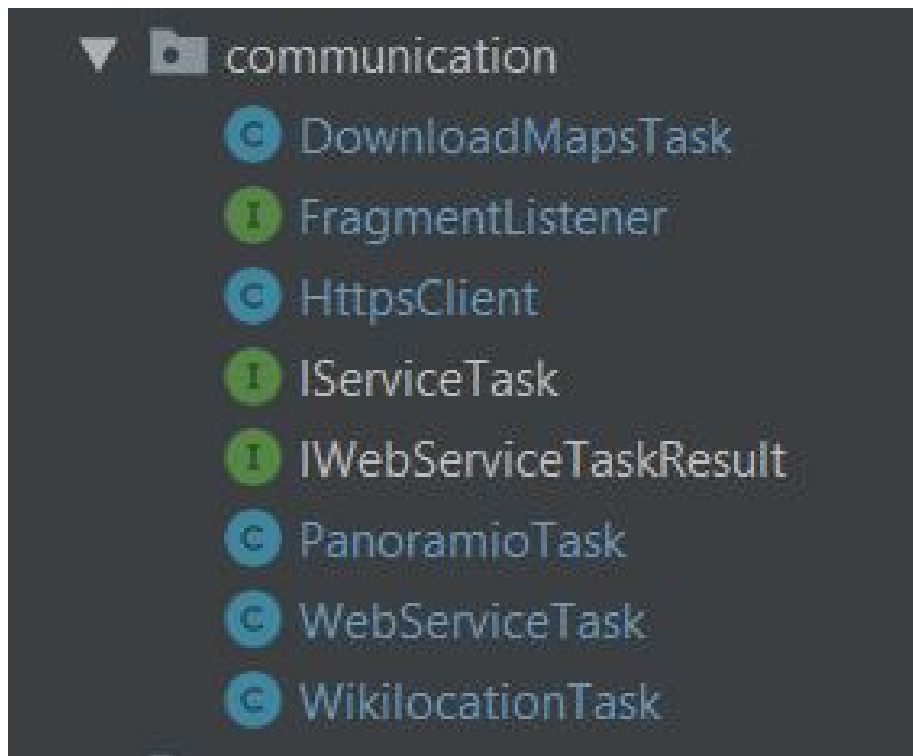 communication
C DownloadMapsTask
I FragmentListener
C HttpsClient
I IServiceTask
I IWebServiceTaskResult
C PanoramioTask
C WebServiceTask
C WikilocationTask